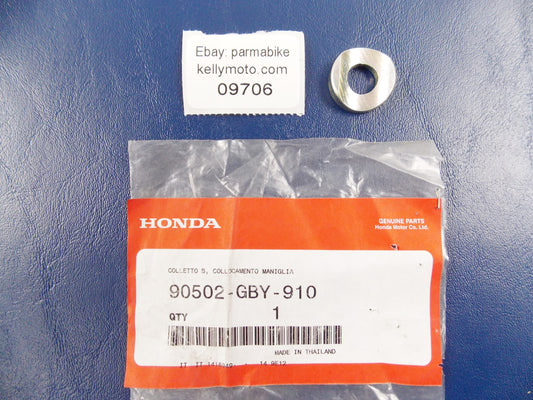 Ebay: parmabike
kellymoto.com
09706
HONDA
GENUINE PARTS
Honda Motor Co., Ltd.
COLLETTO B, COLLOCAMENTO MANIGLIA
90502-GBY-910
QTY 1
MADE IN THAILAND